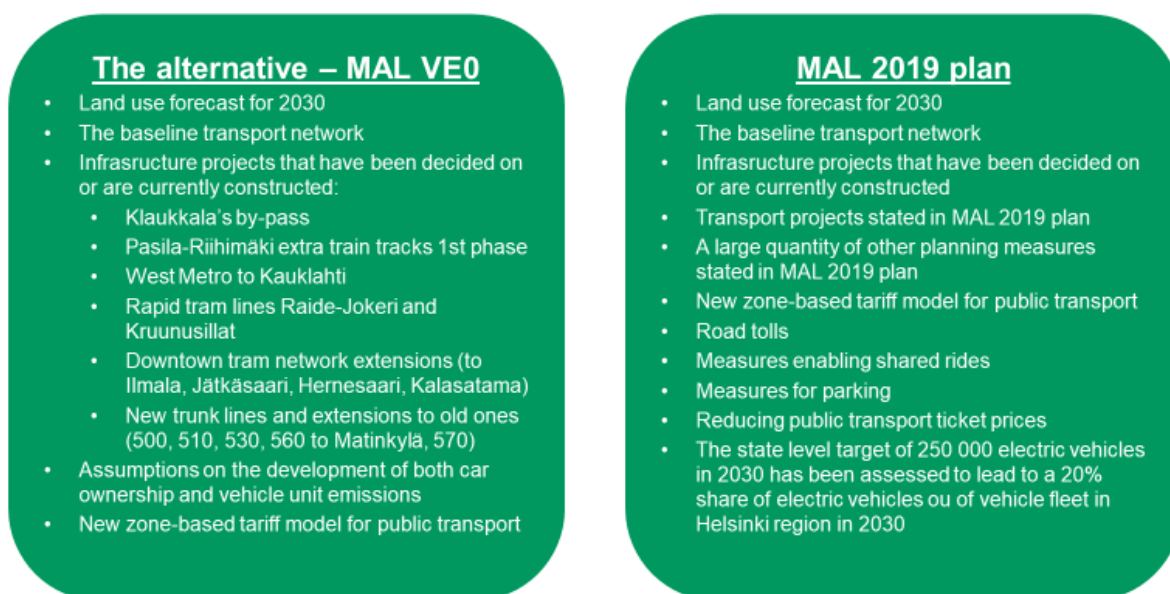 The alternative – MAL VE0
• Land use forecast for 2030
• The baseline transport network
• Infrasructure projects that have been decided on
or are currently constructed:
• Klaukkala's by-pass
• Pasila-Riihimäki extra train tracks 1st phase
• West Metro to Kauklahti
• Rapid tram lines Raide-Jokeri and
Kruunusillat
• Downtown tram network extensions (to
Ilmala, Jätkäsaari, Hernesaari, Kalasatama)
• New trunk lines and extensions to old ones
(500, 510, 530, 560 to Matinkylä, 570)
• Assumptions on the development of both car
ownership and vehicle unit emissions
• New zone-based tariff model for public transport
MAL 2019 plan
• Land use forecast for 2030
• The baseline transport network
• Infrasructure projects that have been decided on
or are currently constructed
• Transport projects stated in MAL 2019 plan
• A large quantity of other planning measures
stated in MAL 2019 plan
• New zone-based tariff model for public transport
• Road tolls
• Measures enabling shared rides
• Measures for parking
• Reducing public transport ticket prices
• The state level target of 250 000 electric vehicles
in 2030 has been assessed to lead to a 20%
share of electric vehicles ou of vehicle fleet in
Helsinki region in 2030